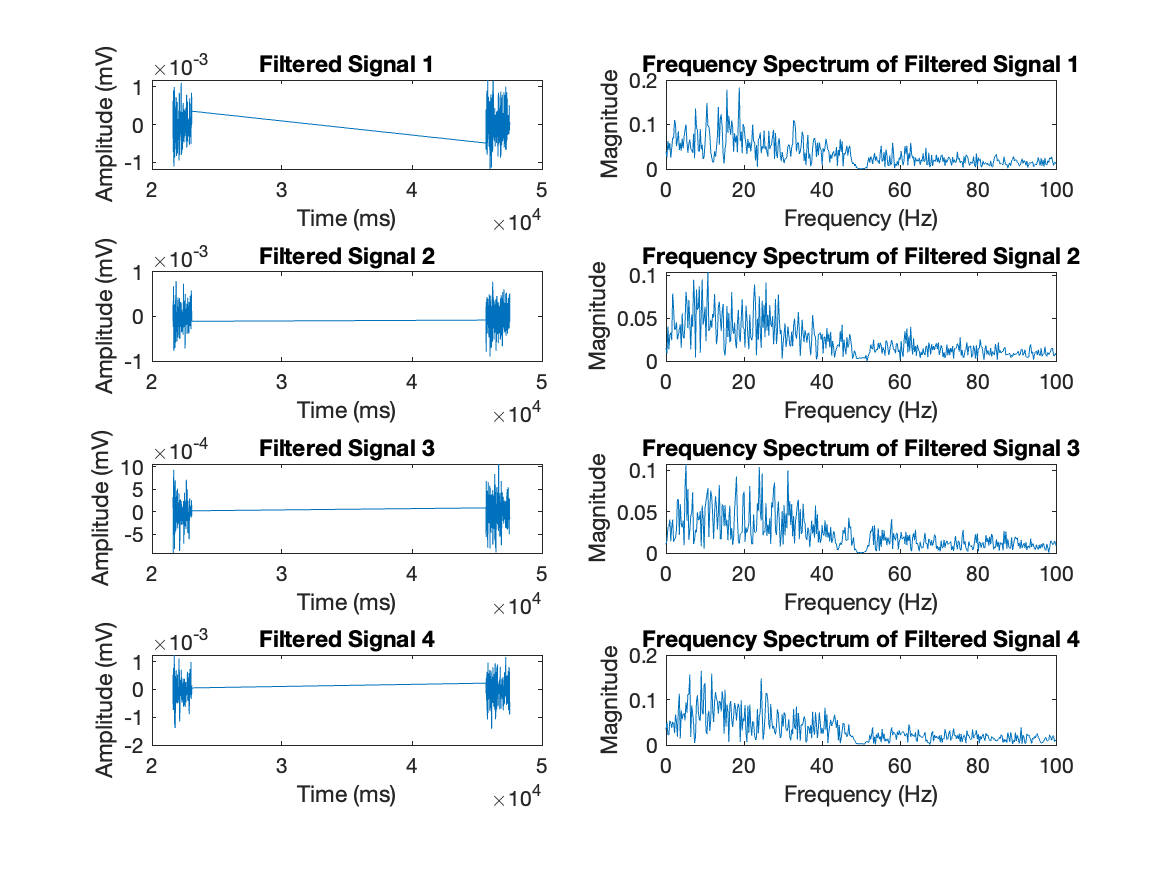 Filtered Signal 1
×10-3
Amplitude (mV)
1
0
-1
2 3 4 5
Time (ms)
×104
Frequency Spectrum of Filtered Signal 1
Magnitude
0.2
0.1
0
0 20 40 60 80 100
Frequency (Hz)
Filtered Signal 2
×10-3
Amplitude (mV)
1
0
-1
2 3 4 5
Time (ms)
×104
Frequency Spectrum of Filtered Signal 2
Magnitude
0.1
0.05
0
0 20 40 60 80 100
Frequency (Hz)
Filtered Signal 3
×10-4
Amplitude (mV)
10
5
0
-5
2 3 4 5
Time (ms)
×104
Frequency Spectrum of Filtered Signal 3
Magnitude
0.1
0.05
0
0 20 40 60 80 100
Frequency (Hz)
Filtered Signal 4
×10-3
Amplitude (mV)
1
0
-1
-2
2 3 4 5
Time (ms)
×104
Frequency Spectrum of Filtered Signal 4
Magnitude
0.2
0.1
0
0 20 40 60 80 100
Frequency (Hz)